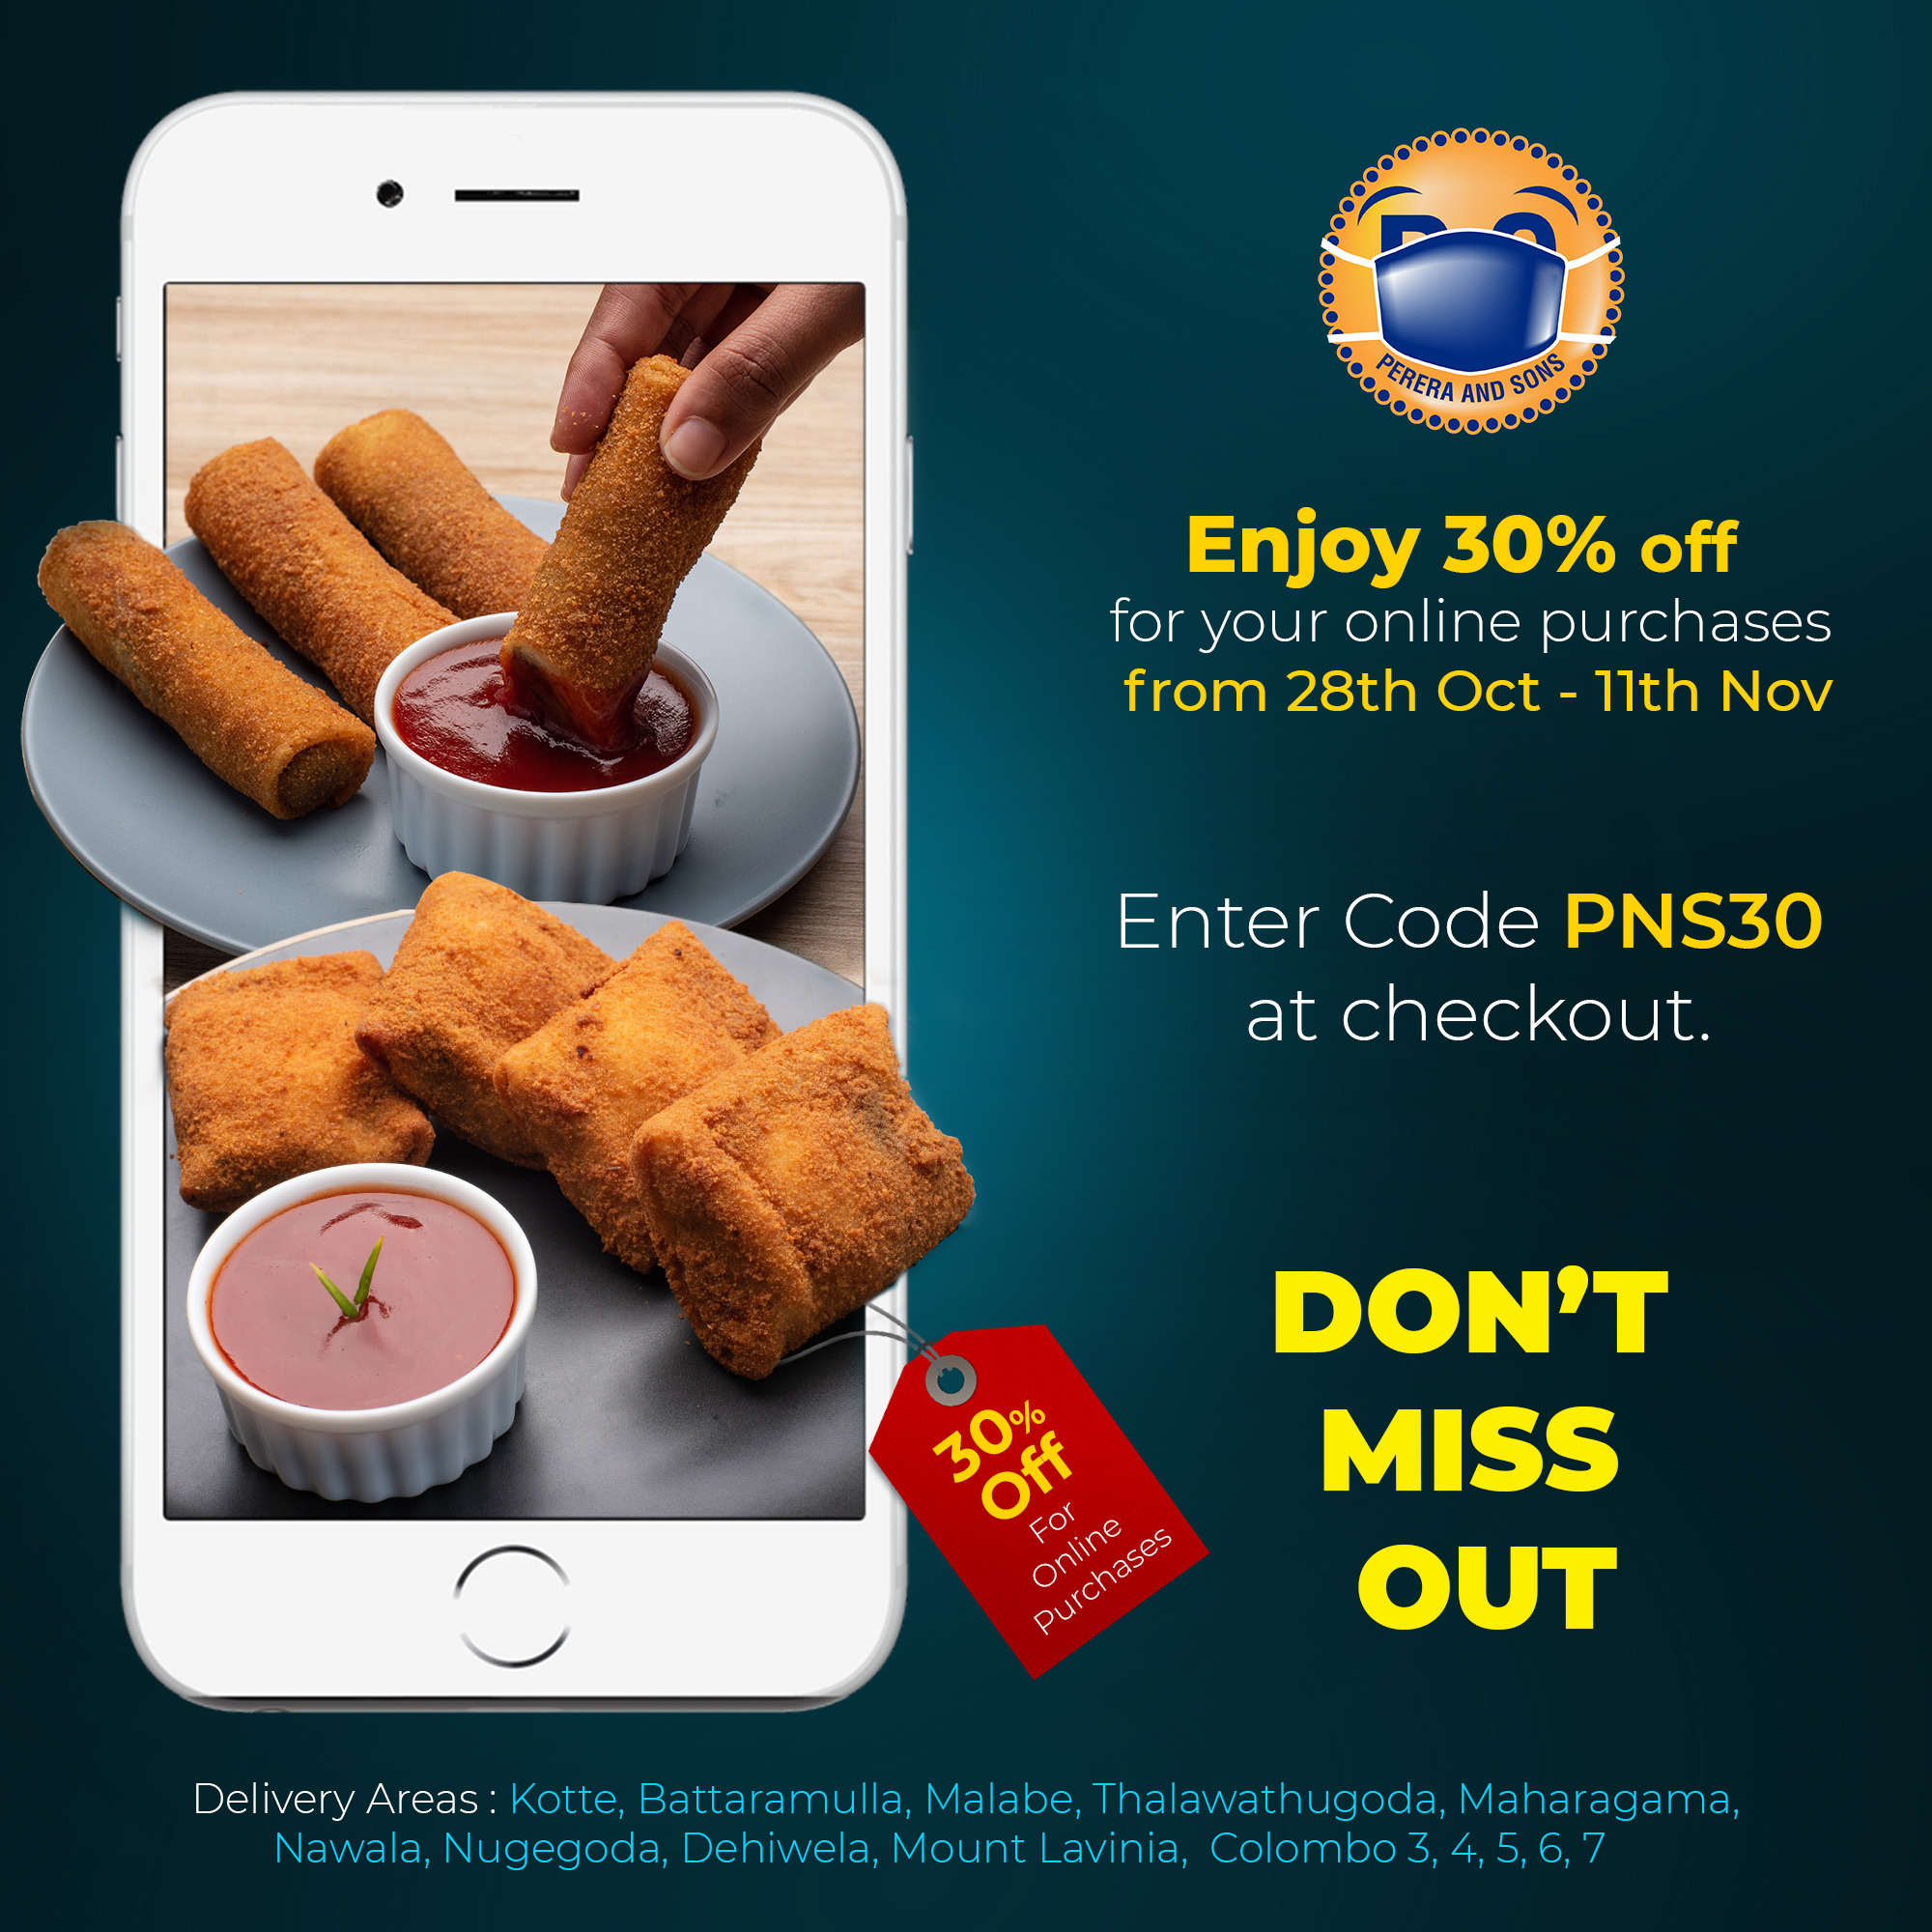 PERERA AND SONS
Enjoy 30% off
for your online purchases
from 28th Oct - 11th Nov
Enter Code PNS30
at checkout.
DON'T
MISS
OUT
30%
Off
For
Online
Purchases
Delivery Areas : Kotte, Battaramulla, Malabe, Thalawathugoda, Maharagama,
Nawala, Nugegoda, Dehiwela, Mount Lavinia, Colombo 3, 4, 5, 6, 7